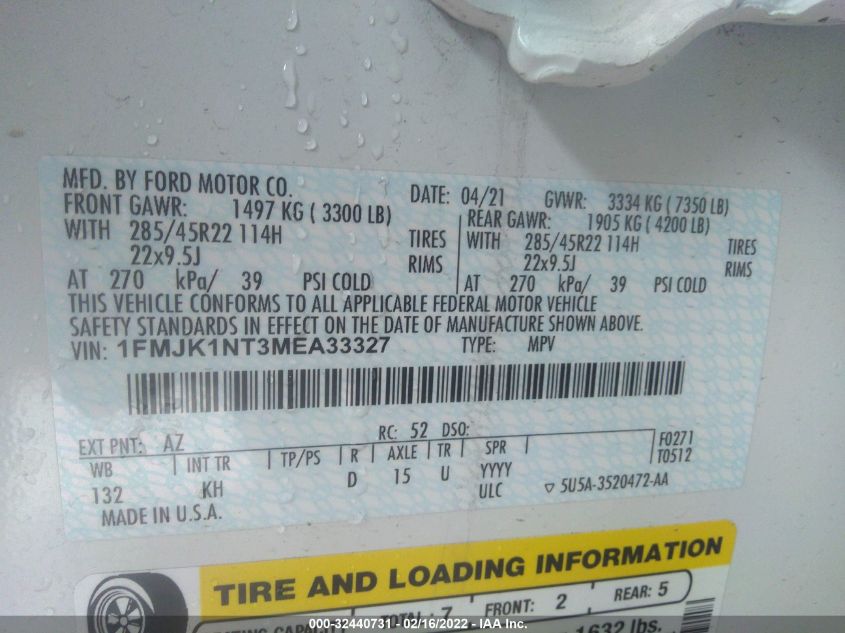 MFD. BY FORD MOTOR CO.
DATE: 04/21 GVWR: 3334 KG ( 7350 LB)
FRONT GAWR: 1497 KG ( 3300 LB)
REAR GAWR: 1905 KG ( 4200 LB)
WITH 285/45R22 114H TIRES
WITH 285/45R22 114H TIRES
22x9.5J RIMS
22x9.5J RIMS
AT 270 kPa/ 39 PSI COLD
AT 270 kPa/ 39 PSI COLD
THIS VEHICLE CONFORMS TO ALL APPLICABLE FEDERAL MOTOR VEHICLE
SAFETY STANDARDS IN EFFECT ON THE DATE OF MANUFACTURE SHOWN ABOVE.
VIN: 1FMJK1NT3MEA33327 TYPE: MPV
EXT PNT: AZ RC: 52 DSO:
WB INT TR TP/PS R AXLE TR SPR F0271
132 KH D 15 U YYYY T0512
ULC ▽ 5U5A-3520472-AA
MADE IN U.S.A.
TIRE AND LOADING INFORMATION
SEATING CAPACITY TOTAL: 7 FRONT: 2 REAR: 5
1632 lbs.
000-32440731 - 02/16/2022 - IAA Inc.